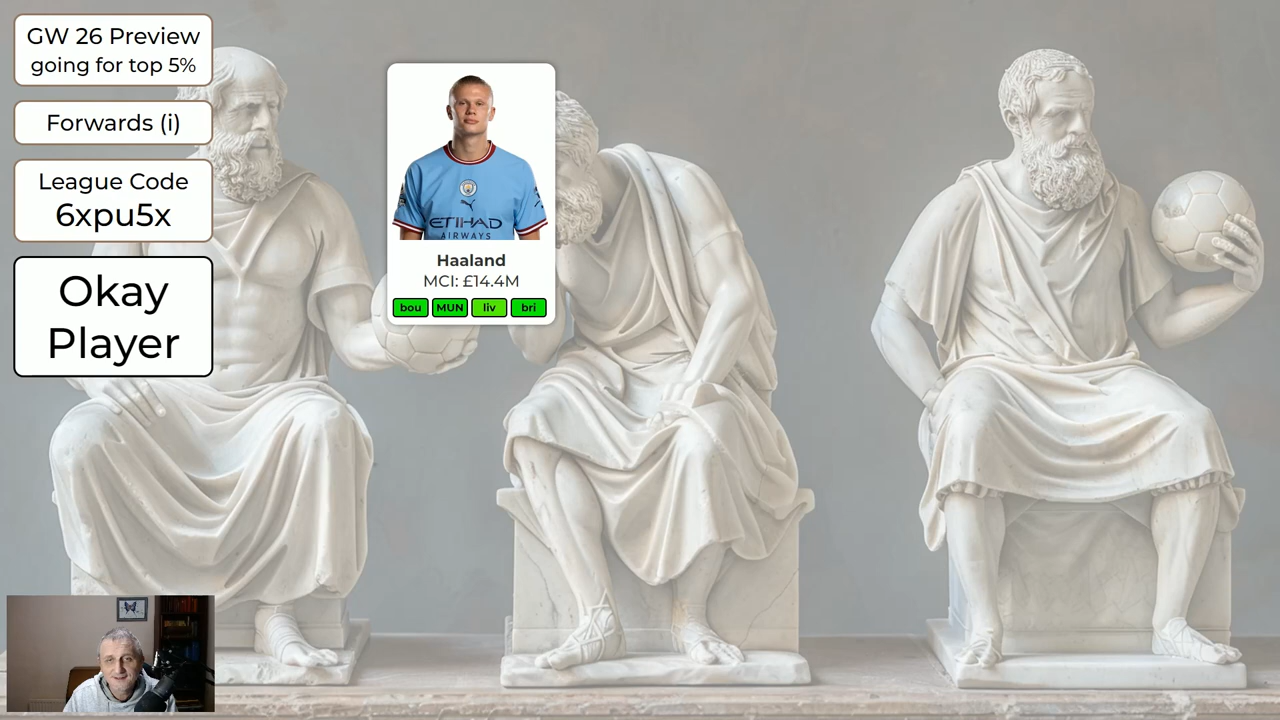 GW 26 Preview
going for top 5%
Forwards (i)
League Code
6xpu5x
Okay
Player
ETIHAD
AIRWAYS
Haaland
MCI: £14.4M
bou MUN liv bri